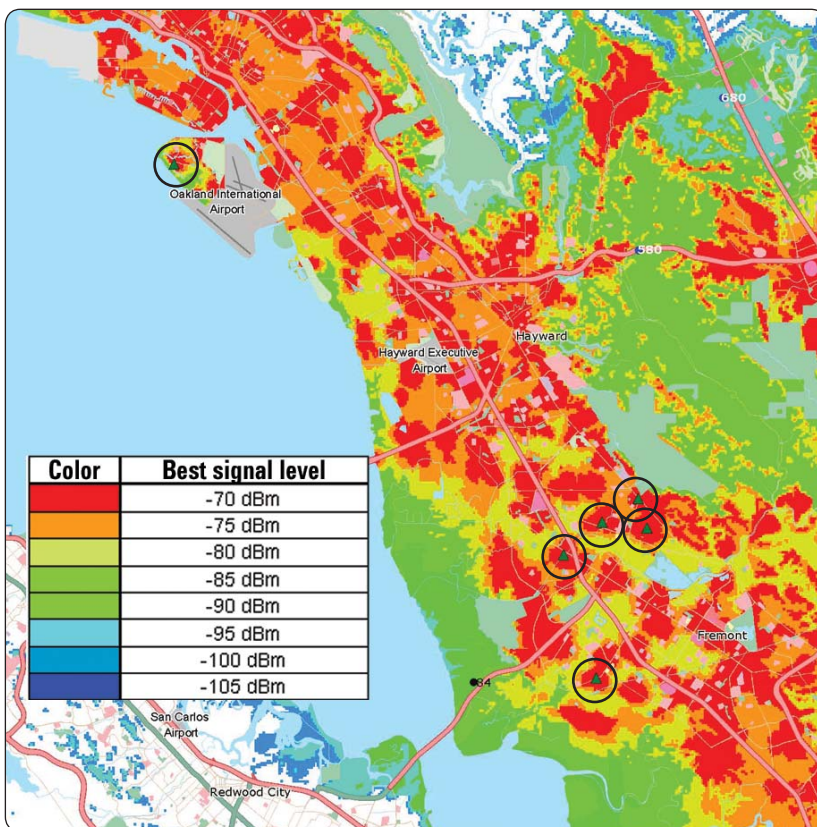 680
Oakland International
Airport
580
Hayward
Hayward Executive
Airport
Color Best signal level
-70 dBm
-75 dBm
-80 dBm
-85 dBm
-90 dBm
-95 dBm
-100 dBm
-105 dBm
Fremont
84
San Carlos
Airport
Redwood City